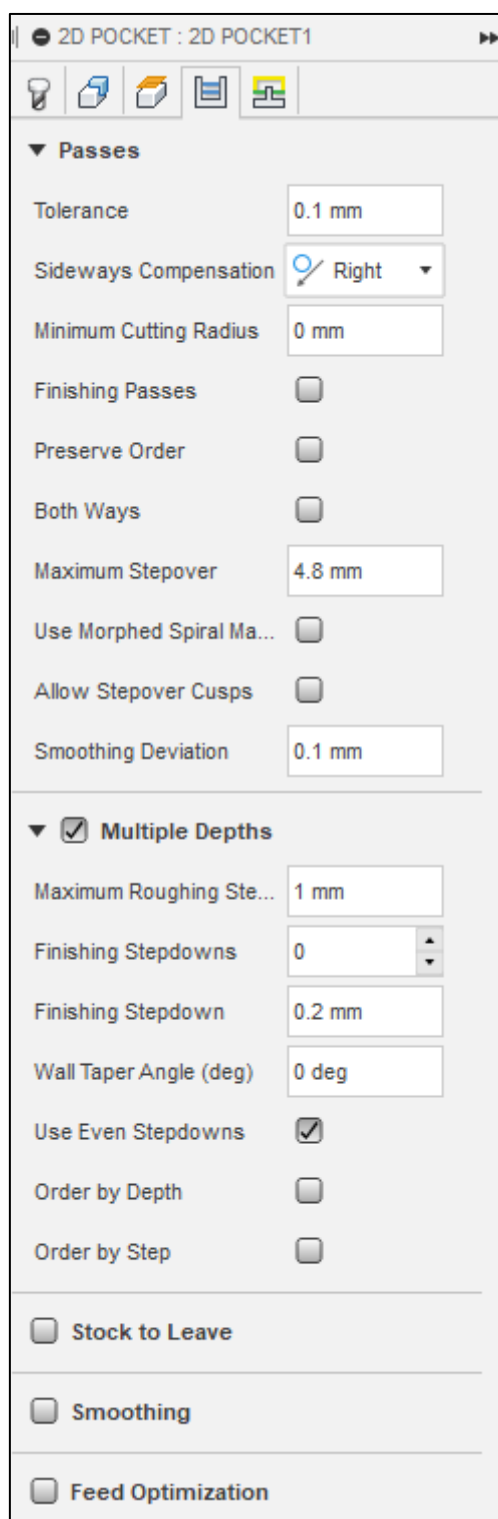 2D POCKET : 2D POCKET1
Passes
Tolerance 0.1 mm
Sideways Compensation Right
Minimum Cutting Radius 0 mm
Finishing Passes
Preserve Order
Both Ways
Maximum Stepover 4.8 mm
Use Morphed Spiral Ma...
Allow Stepover Cusps
Smoothing Deviation 0.1 mm
Multiple Depths
Maximum Roughing Ste... 1 mm
Finishing Stepdowns 0
Finishing Stepdown 0.2 mm
Wall Taper Angle (deg) 0 deg
Use Even Stepdowns
Order by Depth
Order by Step
Stock to Leave
Smoothing
Feed Optimization